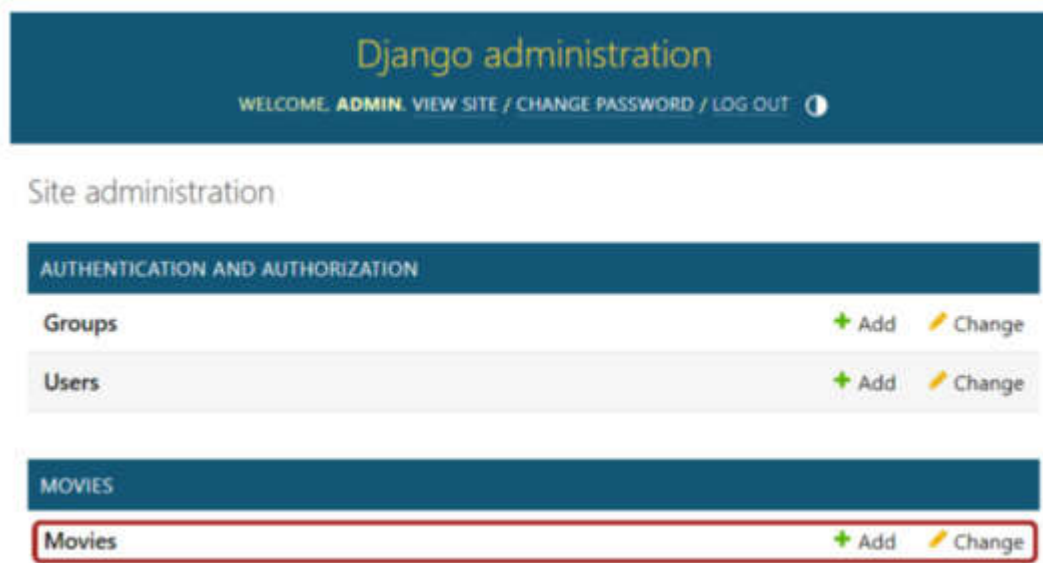 Django administration
WELCOME, ADMIN. VIEW SITE / CHANGE PASSWORD / LOG OUT
Site administration
AUTHENTICATION AND AUTHORIZATION
Groups + Add Change
Users + Add Change
MOVIES
Movies + Add Change